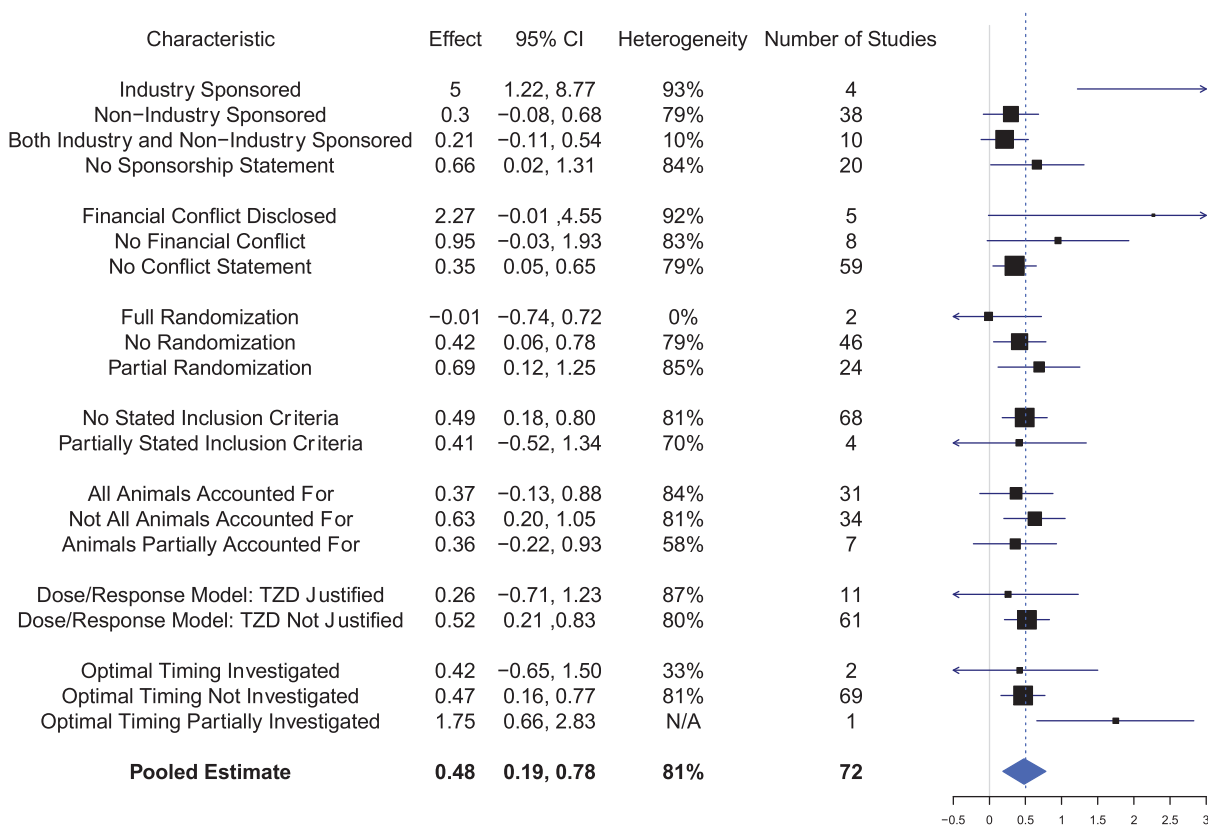 Characteristic Effect 95% CI Heterogeneity Number of Studies
Industry Sponsored 5 1.22, 8.77 93% 4
Non−Industry Sponsored 0.3 −0.08, 0.68 79% 38
Both Industry and Non−Industry Sponsored 0.21 −0.11, 0.54 10% 10
No Sponsorship Statement 0.66 0.02, 1.31 84% 20
Financial Conflict Disclosed 2.27 −0.01 ,4.55 92% 5
No Financial Conflict 0.95 −0.03, 1.93 83% 8
No Conflict Statement 0.35 0.05, 0.65 79% 59
Full Randomization −0.01 −0.74, 0.72 0% 2
No Randomization 0.42 0.06, 0.78 79% 46
Partial Randomization 0.69 0.12, 1.25 85% 24
No Stated Inclusion Criteria 0.49 0.18, 0.80 81% 68
Partially Stated Inclusion Criteria 0.41 −0.52, 1.34 70% 4
All Animals Accounted For 0.37 −0.13, 0.88 84% 31
Not All Animals Accounted For 0.63 0.20, 1.05 81% 34
Animals Partially Accounted For 0.36 −0.22, 0.93 58% 7
Dose/Response Model: TZD Justified 0.26 −0.71, 1.23 87% 11
Dose/Response Model: TZD Not Justified 0.52 0.21 ,0.83 80% 61
Optimal Timing Investigated 0.42 −0.65, 1.50 33% 2
Optimal Timing Not Investigated 0.47 0.16, 0.77 81% 69
Optimal Timing Partially Investigated 1.75 0.66, 2.83 N/A 1
Pooled Estimate 0.48 0.19, 0.78 81% 72
−0.5 0 0.5 1 1.5 2 2.5 3